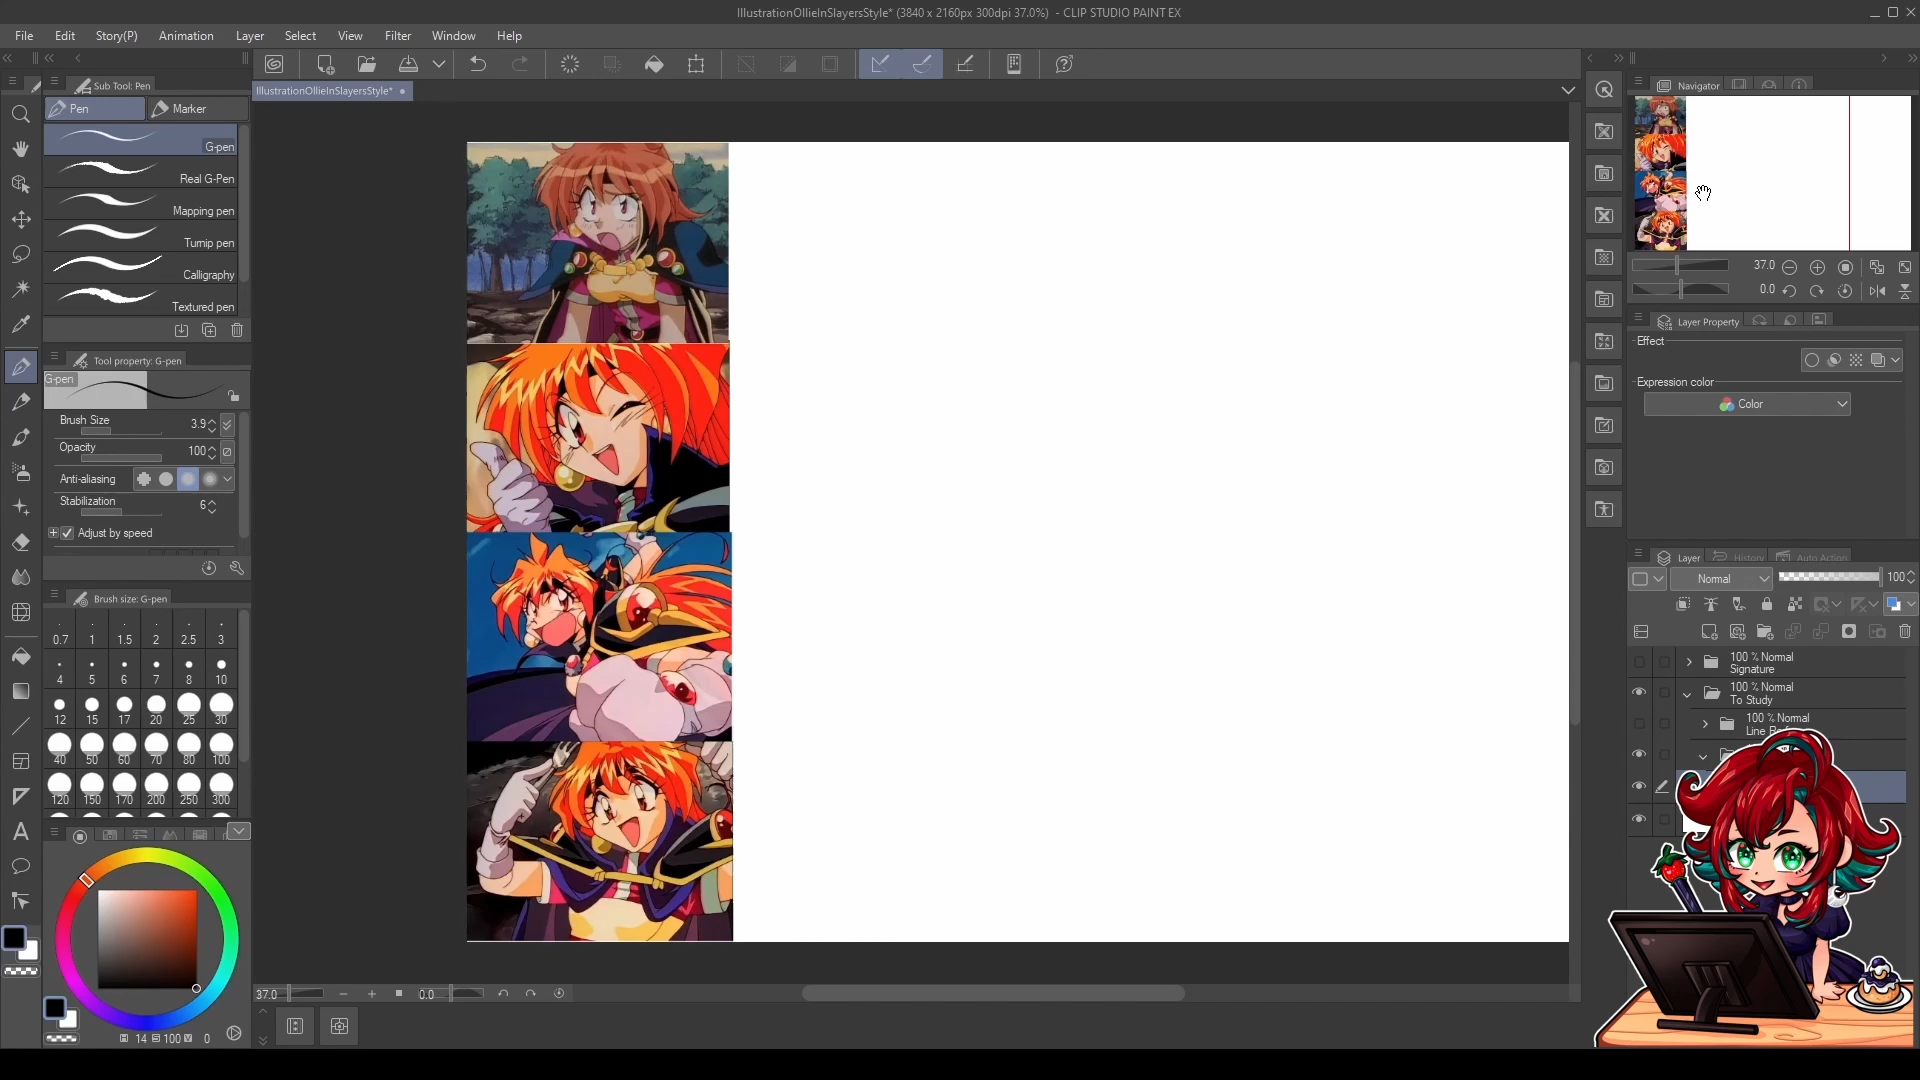 IllustrationOllieInSlayersStyle* (3840 x 2160px 300dpi 37.0%)  - CLIP STUDIO PAINT EX
File Edit Story(P) Animation Layer Select View Filter Window Help
Sub Tool: Pen
IllustrationOllieInSlayersStyle*
Navigator
Pen Marker
G-pen
Real G-Pen
Mapping pen
Turnip pen
Calligraphy
Textured pen
Tool property: G-pen
G-pen
Brush Size 3.9
Opacity 100
Anti-aliasing
Stabilization 6
Adjust by speed
Brush size: G-pen
0.7 1 1.5 2 2.5 3
4 5 6 7 8 10
12 15 17 20 25 30
40 50 60 70 80 100
120 150 170 200 250 300
14 100 0
37.0 0.0
37.0
0.0
Layer Property
Effect
Expression color
Color
Layer History Auto Action
Normal 100
100 % Normal
Signature
100 % Normal
To Study
100 % Normal
Line